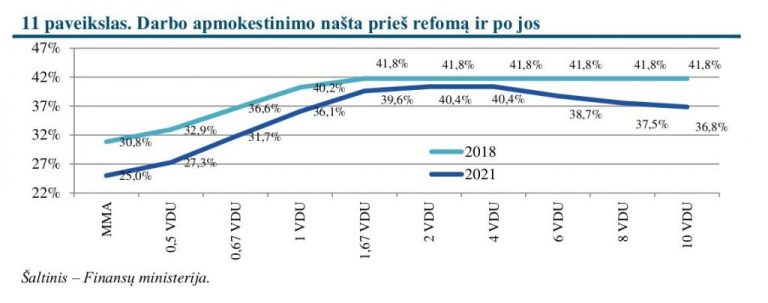 11 paveikslas. Darbo apmokestinimo našta prieš refomą ir po jos
47%
42%
37%
32%
27%
22%
41,8% 41,8% 41,8% 41,8% 41,8% 41,8%
30,8% 32,9% 36,6% 40,2%
25,0% 27,3% 31,7% 36,1% 39,6% 40,4% 40,4% 38,7% 37,5% 36,8%
2018
2021
MMA
0,5 VDU
0,67 VDU
1 VDU
1,67 VDU
2 VDU
4 VDU
6 VDU
8 VDU
10 VDU
Šaltinis – Finansų ministerija.